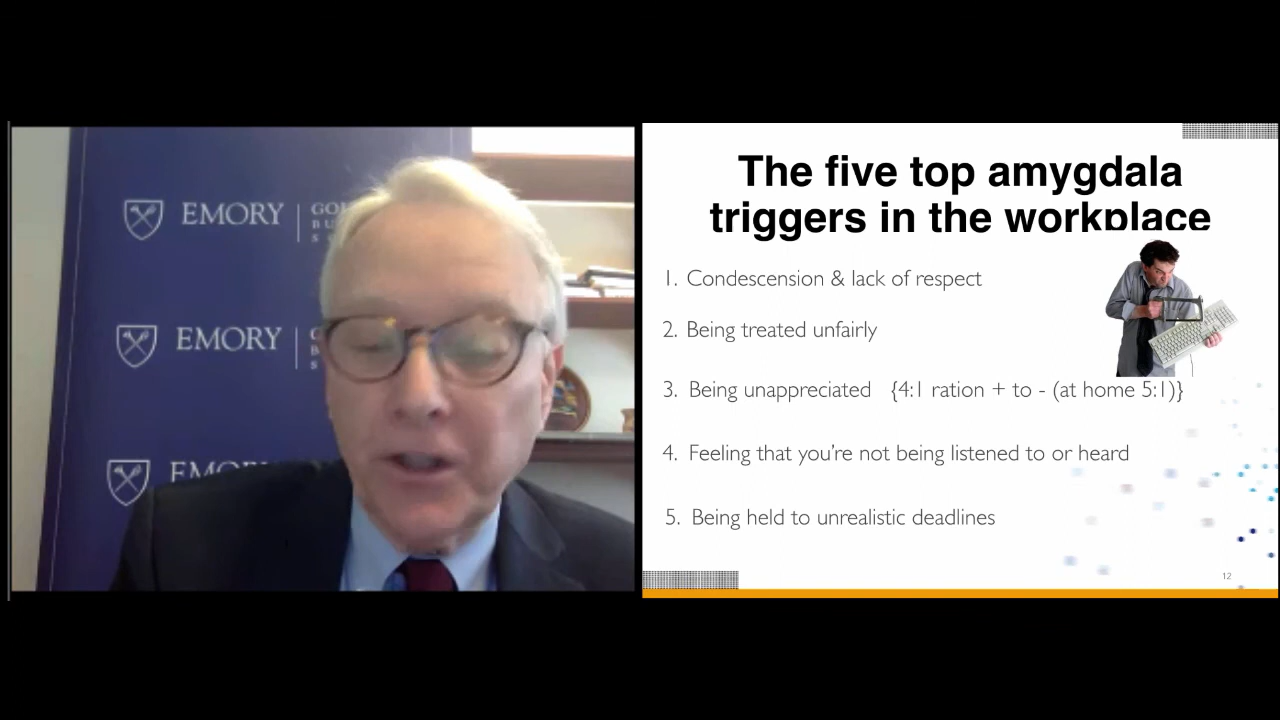 EMORY
EMORY
The five top amygdala
triggers in the workplace
1. Condescension & lack of respect
2. Being treated unfairly
3. Being unappreciated {4:1 ration + to - (at home 5:1)}
4. Feeling that you're not being listened to or heard
5. Being held to unrealistic deadlines
12